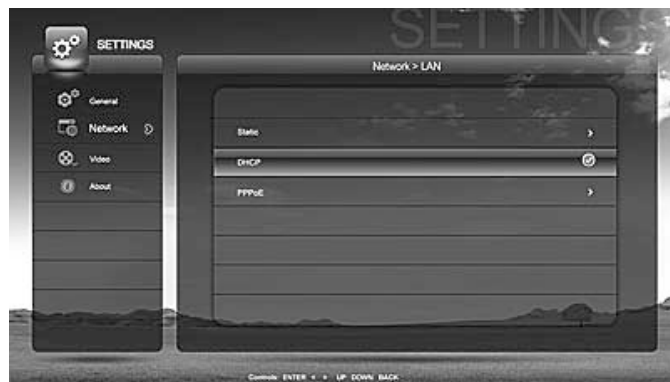 SETTINGS
SETTINGS
Network > LAN
General
Network
Video
About
Static
DHCP
PPPoE
Controls: ENTER < > UP DOWN BACK